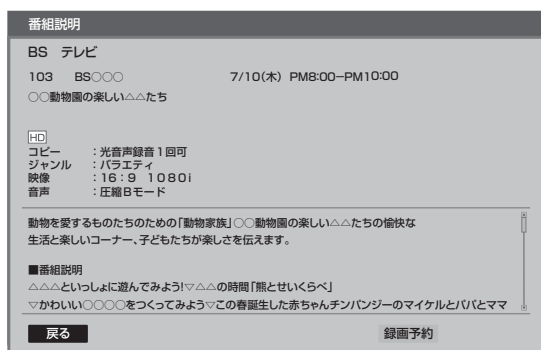 番組説明
BS テレビ
103 BS○○○ 7/10(木) PM8:00−PM10:00
○○動物園の楽しい△△たち
HD
コピー ：光音声録音1回可
ジャンル ：バラエティ
映像 ：16：9 1080i
音声 ：圧縮Bモード
動物を愛するものたちのための｢動物家族｣○○動物園の楽しい△△たちの愉快な
生活と楽しいコーナー、子どもたちが楽しさを伝えます。
■番組説明
△△△といっしょに遊んでみよう!▽△△の時間｢熊とせいくらべ｣
▽かわいい○○○○をつくってみよう▽この春誕生した赤ちゃんチンパンジーのマイケルとパパとママ
戻る 録画予約